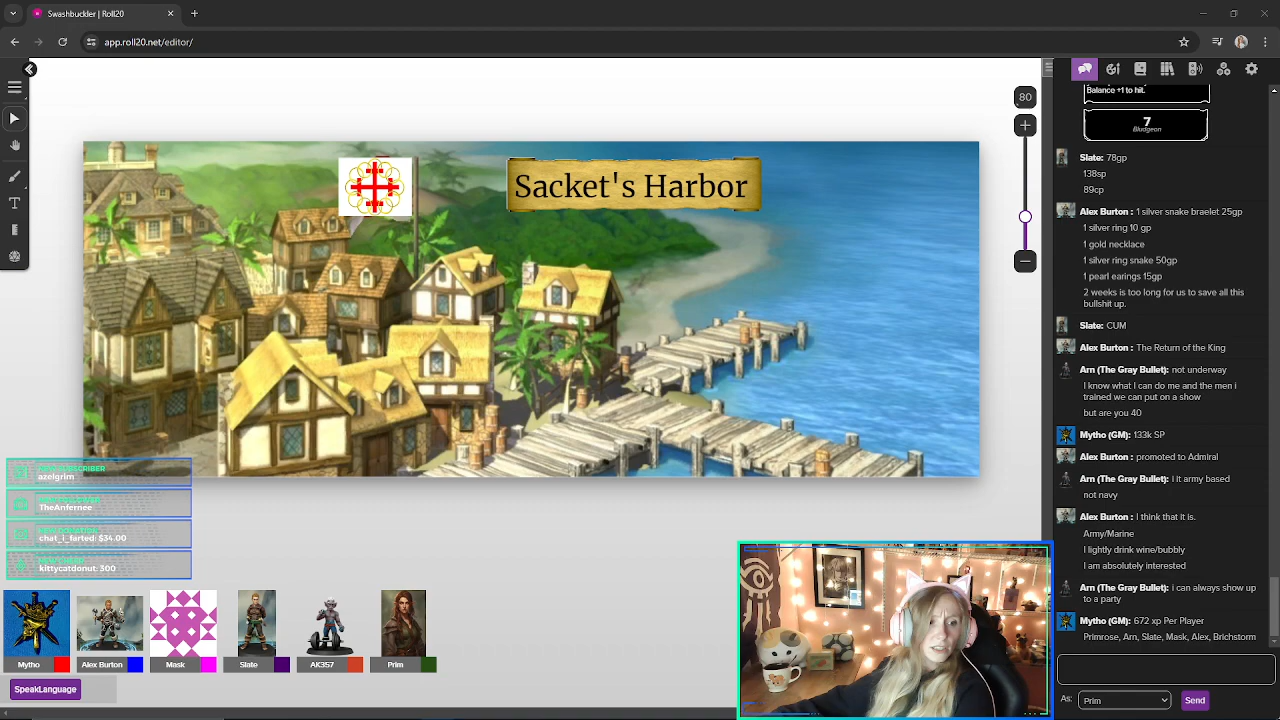 Swashbuckler | Roll20
app.roll20.net/editor/
80
Sacket's Harbor
azelgrim
TheAnfernee
chat_i_farted: $34.00
kittycatdonut: 300
Mytho
Alex Burton
Mask
Slate
AK357
Prim
SpeakLanguage
Balance +1 to hit.
7
Bludgeon
Slate: 78gp
138sp
89cp
Alex Burton : 1 silver snake braelet 25gp
1 silver ring 10 gp
1 gold necklace
1 silver ring snake 50gp
1 pearl earings 15gp
2 weeks is too long for us to save all this
bullshit up.
Slate: CUM
Alex Burton : The Return of the King
Arn (The Gray Bullet): not underway
I know what i can do and the men i
trained we can put on a show
but are you 40
Mytho (GM): 133k SP
Alex Burton : promoted to Admiral
Arn (The Gray Bullet): i lt army based
not navy
Alex Burton : I think that it is.
Army/Marine
I lightly drink wine/bubbly
I am absolutely interested
Arn (The Gray Bullet): i can always show up
to a party
Mytho (GM): 672 xp Per Player
Primrose, Arn, Slate, Mask, Alex, Brichstorm
As:
Prim
Send